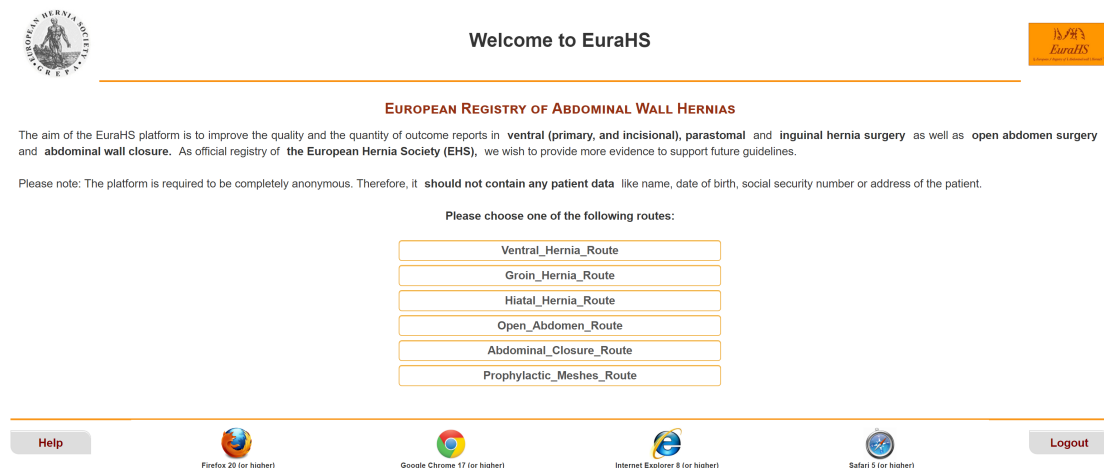 EUROPEAN HERNIA SOCIETY
G R E P A
Welcome to EuraHS
EuraHS
European Registry of Abdominal Wall Hernias
The aim of the EuraHS platform is to improve the quality and the quantity of outcome reports in ventral (primary, and incisional), parastomal and inguinal hernia surgery as well as open abdomen surgery
and abdominal wall closure. As official registry of the European Hernia Society (EHS), we wish to provide more evidence to support future guidelines.
Please note: The platform is required to be completely anonymous. Therefore, it should not contain any patient data like name, date of birth, social security number or address of the patient.
Please choose one of the following routes:
Ventral_Hernia_Route
Groin_Hernia_Route
Hiatal_Hernia_Route
Open_Abdomen_Route
Abdominal_Closure_Route
Prophylactic_Meshes_Route
Help
Firefox 20 (or higher)
Google Chrome 17 (or higher)
Internet Explorer 8 (or higher)
Safari 5 (or higher)
Logout